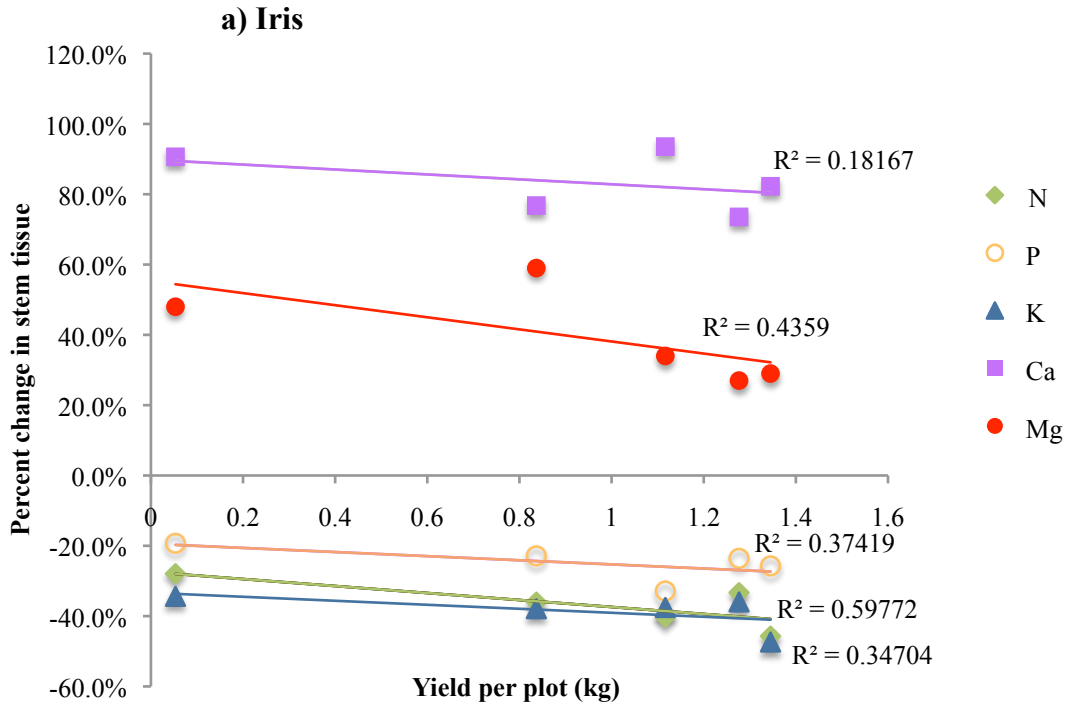 a) Iris
120.0%
100.0%
80.0%
60.0%
40.0%
20.0%
0.0%
-20.0%
-40.0%
-60.0%
Percent change in stem tissue
0 0.2 0.4 0.6 0.8 1 1.2 1.4 1.6
Yield per plot (kg)
R² = 0.18167
R² = 0.4359
R² = 0.37419
R² = 0.59772
R² = 0.34704
N
P
K
Ca
Mg